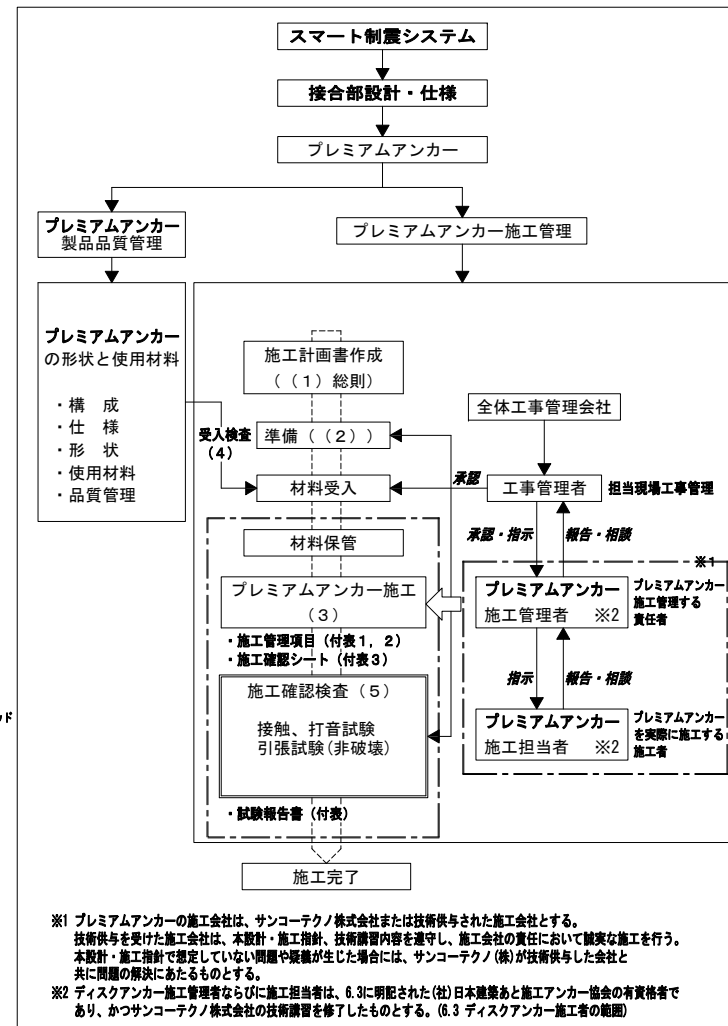 スマート制震システム
接合部設計・仕様
プレミアムアンカー
プレミアムアンカー
製品品質管理
プレミアムアンカー施工管理
プレミアムアンカー
の形状と使用材料
・構　成
・仕　様
・形　状
・使用材料
・品質管理
施工計画書作成
（（１）総則）
受入検査
（４）
準備（（２））
材料受入
材料保管
プレミアムアンカー施工
（３）
・施工管理項目（付表１，２）
・施工確認シート（付表３）
施工確認検査（５）
接触、打音試験
引張試験(非破壊)
・試験報告書（付表）
施工完了
全体工事管理会社
承認
工事管理者
担当現場工事管理
承認・指示
報告・相談
※1
プレミアムアンカー
施工管理者　※2
プレミアムアンカー
施工管理する
責任者
指示
報告・相談
プレミアムアンカー
施工担当者　※2
プレミアムアンカー
を実際に施工する
施工者
ッド
※1 プレミアムアンカーの施工会社は、サンコーテクノ株式会社または技術供与された施工会社とする。
技術供与を受けた施工会社は、本設計・施工指針、技術講習内容を遵守し、施工会社の責任において誠実な施工を行う。
本設計・施工指針で想定していない問題や疑義が生じた場合には、サンコーテクノ(株)が技術供与した会社と
共に問題の解決にあたるものとする。
※2 ディスクアンカー施工管理者ならびに施工担当者は、6.3に明記された(社)日本建築あと施工アンカー協会の有資格者で
あり、かつサンコーテクノ株式会社の技術講習を修了したものとする。(6.3 ディスクアンカー施工者の範囲)